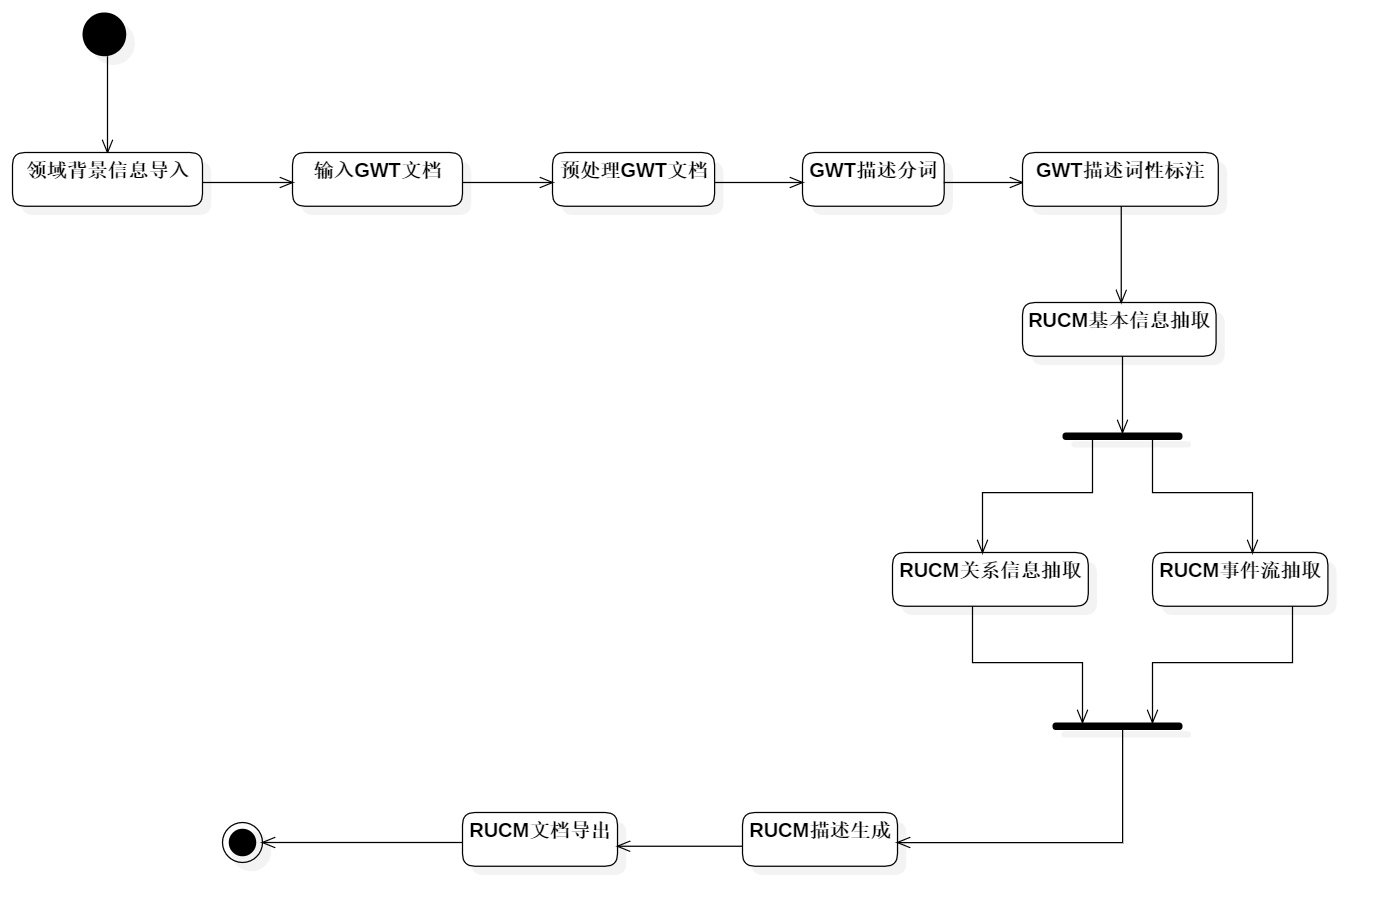 领域背景信息导入
输入GWT文档
预处理GWT文档
GWT描述分词
GWT描述词性标注
RUCM基本信息抽取
RUCM关系信息抽取
RUCM事件流抽取
RUCM描述生成
RUCM文档导出